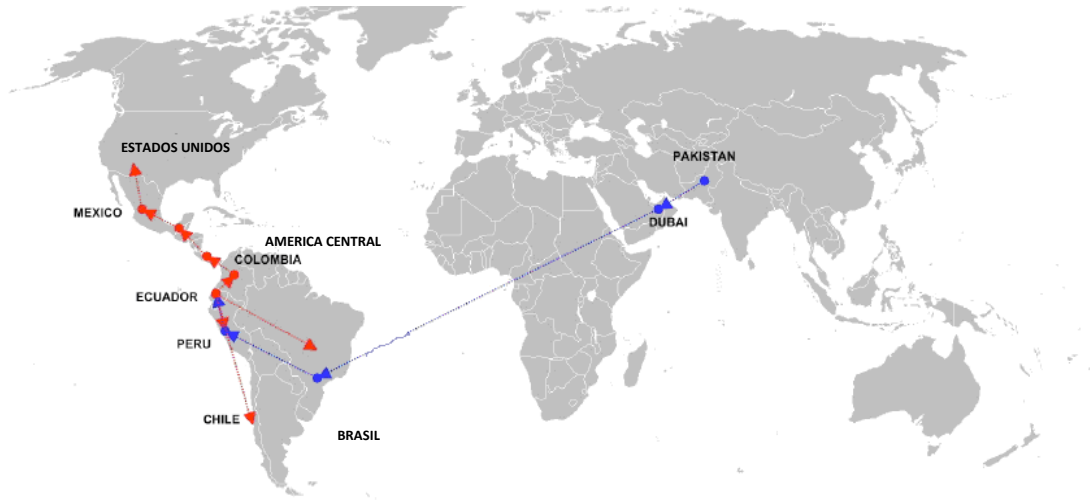 ESTADOS UNIDOS
PAKISTAN
MEXICO
DUBAI
AMERICA CENTRAL
COLOMBIA
ECUADOR
PERU
CHILE
BRASIL